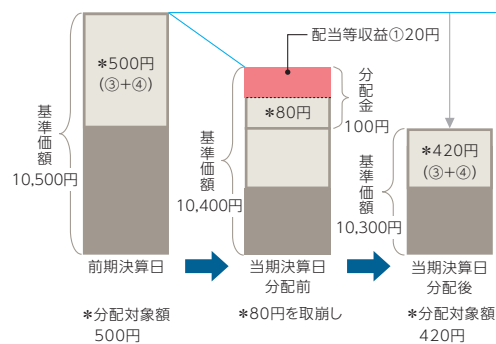 配当等収益①20円
*500円
(③+④)
基準価額
10,500円
*80円
分配金
100円
基準価額
10,400円
*420円
(③+④)
基準価額
10,300円
前期決算日
当期決算日
分配前
当期決算日
分配後
*分配対象額
500円
*80円を取崩し
*分配対象額
420円